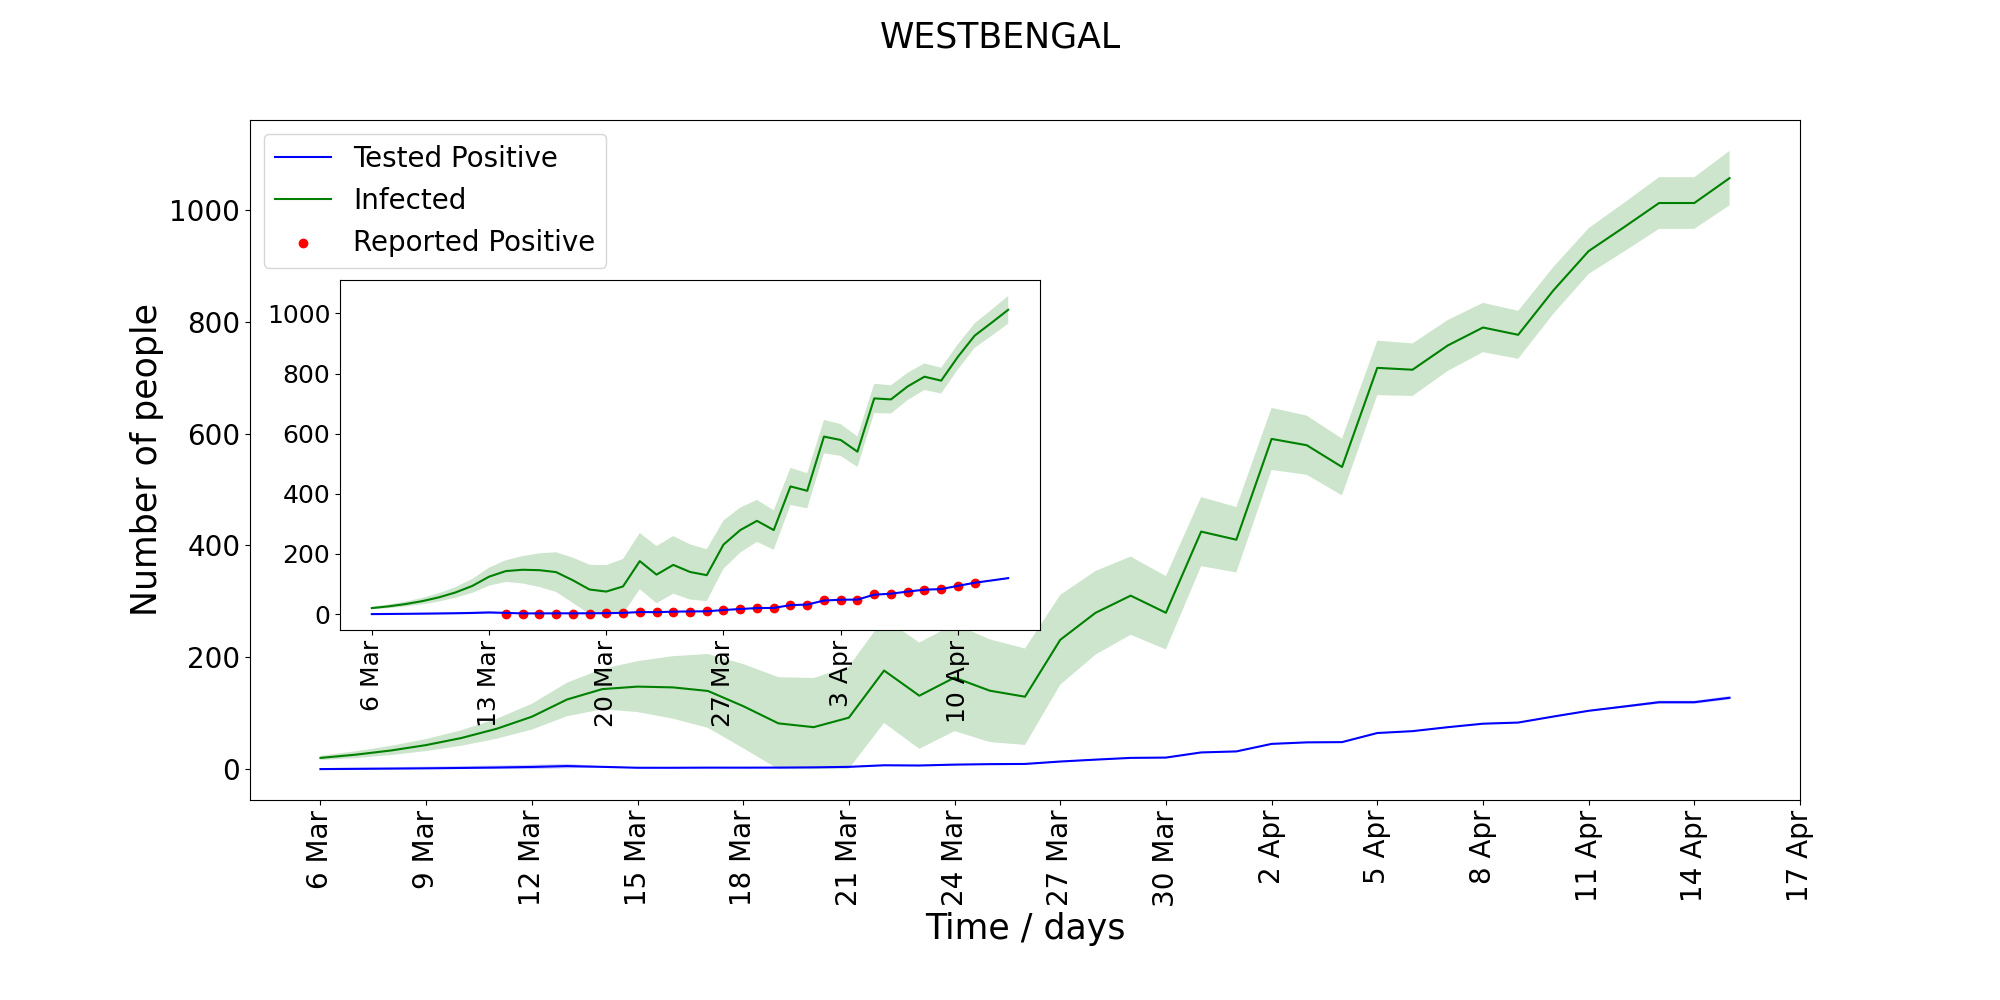 WESTBENGAL
Tested Positive
Infected
Reported Positive
Number of people
1000
800
600
400
200
0
1000
800
600
400
200
0
6 Mar
13 Mar
20 Mar
27 Mar
3 Apr
10 Apr
6 Mar
9 Mar
12 Mar
15 Mar
18 Mar
21 Mar
24 Mar
27 Mar
30 Mar
2 Apr
5 Apr
8 Apr
11 Apr
14 Apr
17 Apr
Time / days